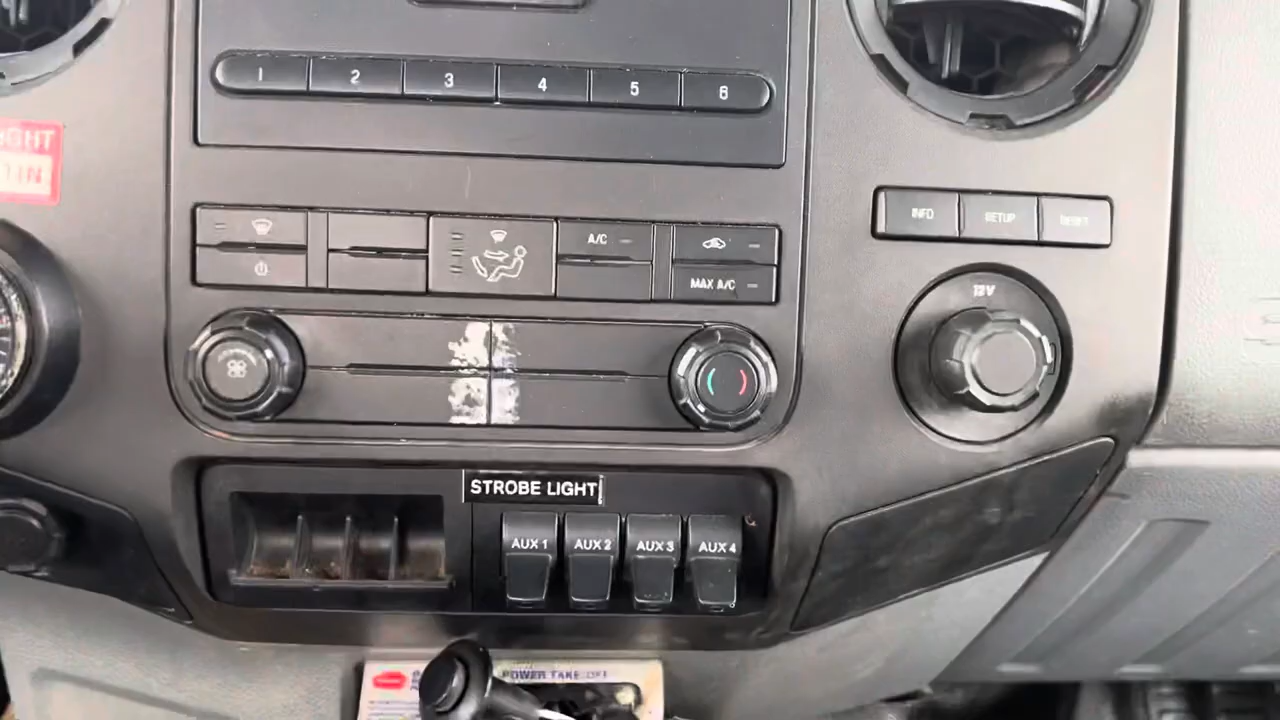 1 2 3 4 5 6
GHT
INFO SETUP RESET
A/C
MAX A/C
12V
STROBE LIGHT
AUX 1 AUX 2 AUX 3 AUX 4
POWER TAKE-OFF